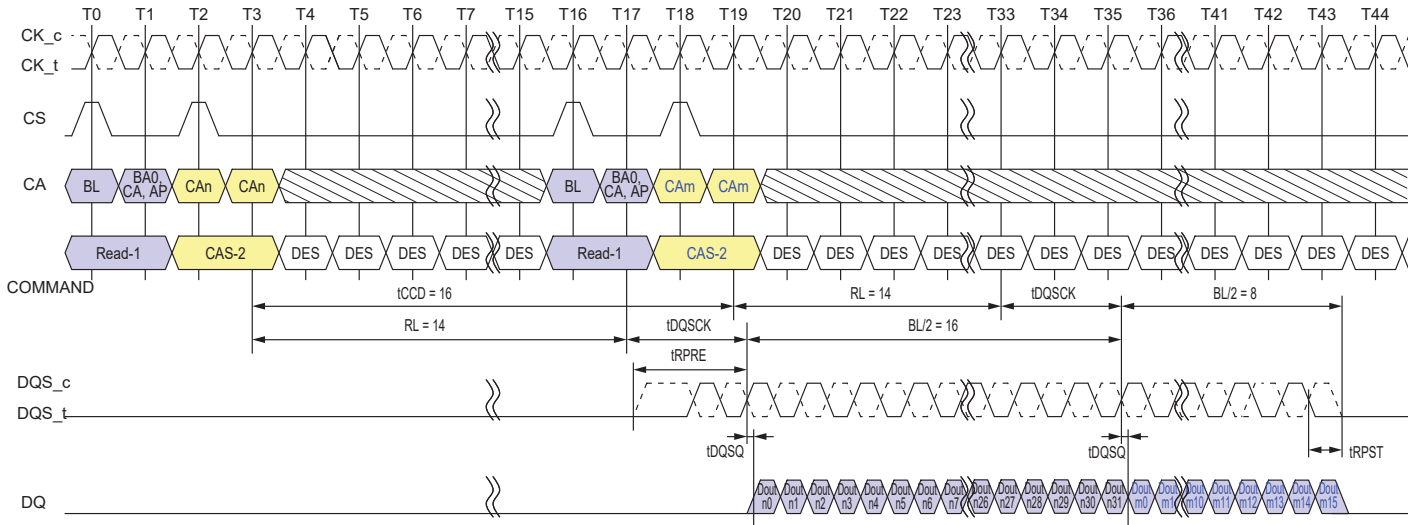 T0 T1 T2 T3 T4 T5 T6 T7 T15 T16 T17 T18 T19 T20 T21 T22 T23 T33 T34 T35 T36 T41 T42 T43 T44
CK_c
CK_t
CS
CA
BL
BA0, CA, AP
CAn
CAn
BL
BA0, CA, AP
CAm
CAm
Read-1
CAS-2
DES
DES
DES
DES
DES
Read-1
CAS-2
DES
DES
DES
DES
DES
DES
DES
DES
DES
DES
DES
DES
COMMAND
tCCD = 16
RL = 14
tDQSCK
BL/2 = 8
RL = 14
tDQSCK
BL/2 = 16
tRPRE
DQS_c
DQS_t
tDQSQ
tDQSQ
tRPST
DQ
Dout n0
Dout n1
Dout n2
Dout n3
Dout n4
Dout n5
Dout n6
Dout n7
Dout n26
Dout n27
Dout n28
Dout n29
Dout n30
Dout n31
Dout m0
Dout m1
Dout m10
Dout m11
Dout m12
Dout m13
Dout m14
Dout m15